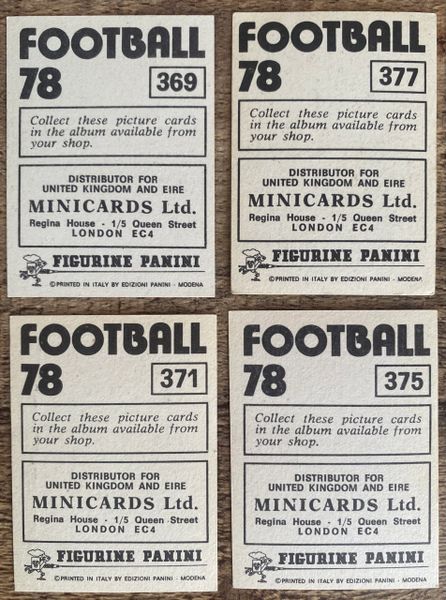 FOOTBALL
78 369
Collect these picture cards
in the album available from
your shop.
DISTRIBUTOR FOR
UNITED KINGDOM AND EIRE
MINICARDS Ltd.
Regina House - 1/5 Queen Street
LONDON EC4
FIGURINE PANINI
©PRINTED IN ITALY BY EDIZIONI PANINI - MODENA
FOOTBALL
78 377
Collect these picture cards
in the album available from
your shop.
DISTRIBUTOR FOR
UNITED KINGDOM AND EIRE
MINICARDS Ltd.
Regina House - 1/5 Queen Street
LONDON EC4
FIGURINE PANINI
©PRINTED IN ITALY BY EDIZIONI PANINI - MODENA
FOOTBALL
78 371
Collect these picture cards
in the album available from
your shop.
DISTRIBUTOR FOR
UNITED KINGDOM AND EIRE
MINICARDS Ltd.
Regina House - 1/5 Queen Street
LONDON EC4
FIGURINE PANINI
©PRINTED IN ITALY BY EDIZIONI PANINI - MODENA
FOOTBALL
78 375
Collect these picture cards
in the album available from
your shop.
DISTRIBUTOR FOR
UNITED KINGDOM AND EIRE
MINICARDS Ltd.
Regina House - 1/5 Queen Street
LONDON EC4
FIGURINE PANINI
©PRINTED IN ITALY BY EDIZIONI PANINI - MODENA